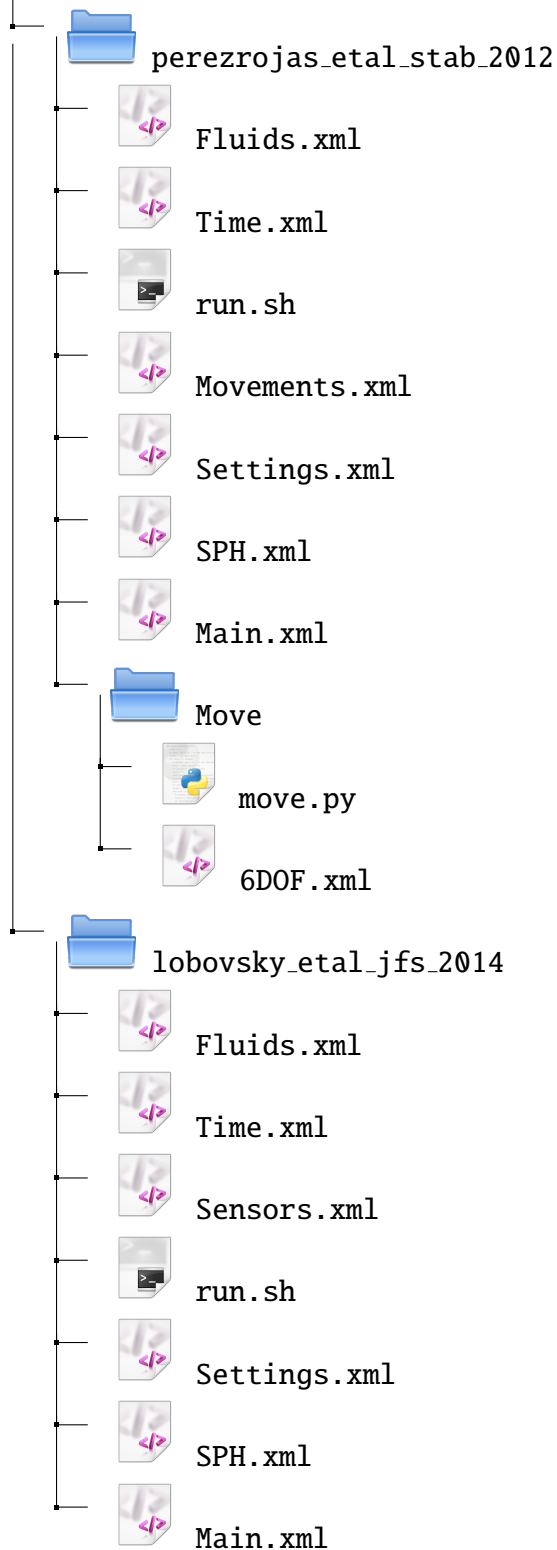 perezrojas_etal_stab_2012
Fluids.xml
Time.xml
run.sh
Movements.xml
Settings.xml
SPH.xml
Main.xml
Move
move.py
6DOF.xml
lobovsky_etal_jfs_2014
Fluids.xml
Time.xml
Sensors.xml
run.sh
Settings.xml
SPH.xml
Main.xml